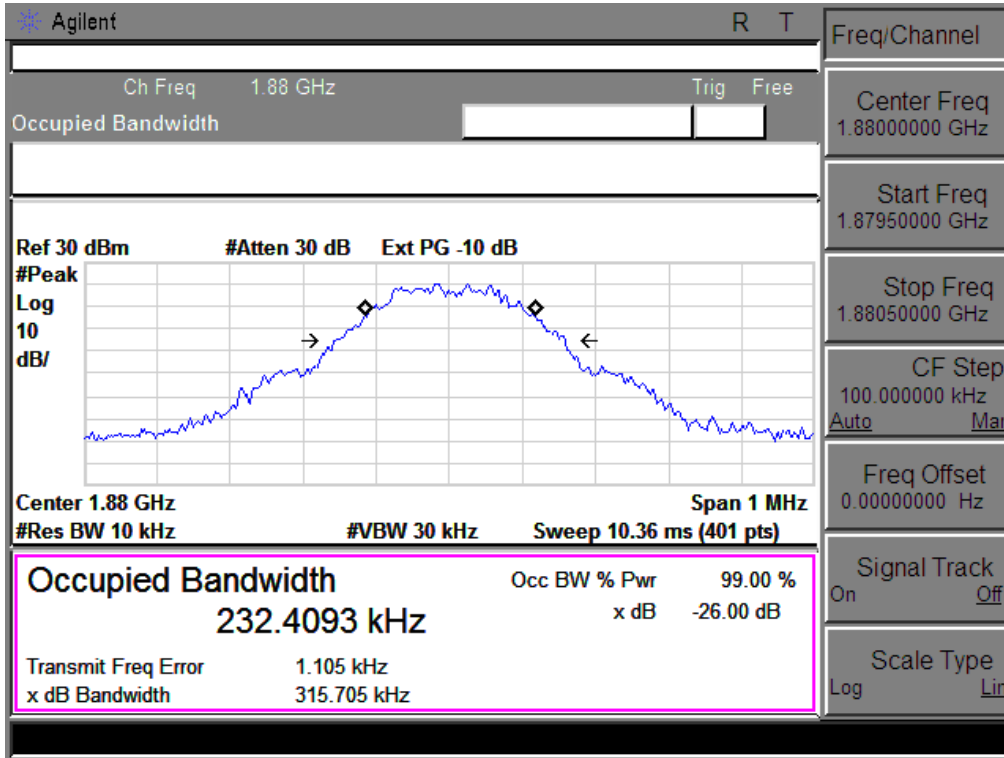 Agilent R T
Ch Freq 1.88 GHz Trig Free
Occupied Bandwidth
Ref 30 dBm #Atten 30 dB Ext PG -10 dB
#Peak
Log
10
dB/
Center 1.88 GHz Span 1 MHz
#Res BW 10 kHz #VBW 30 kHz Sweep 10.36 ms (401 pts)
Occupied Bandwidth
232.4093 kHz
Occ BW % Pwr 99.00 %
x dB -26.00 dB
Transmit Freq Error 1.105 kHz
x dB Bandwidth 315.705 kHz
Freq/Channel
Center Freq
1.88000000 GHz
Start Freq
1.87950000 GHz
Stop Freq
1.88050000 GHz
CF Step
100.000000 kHz
Auto Man
Freq Offset
0.00000000 Hz
Signal Track
On Off
Scale Type
Log Lin